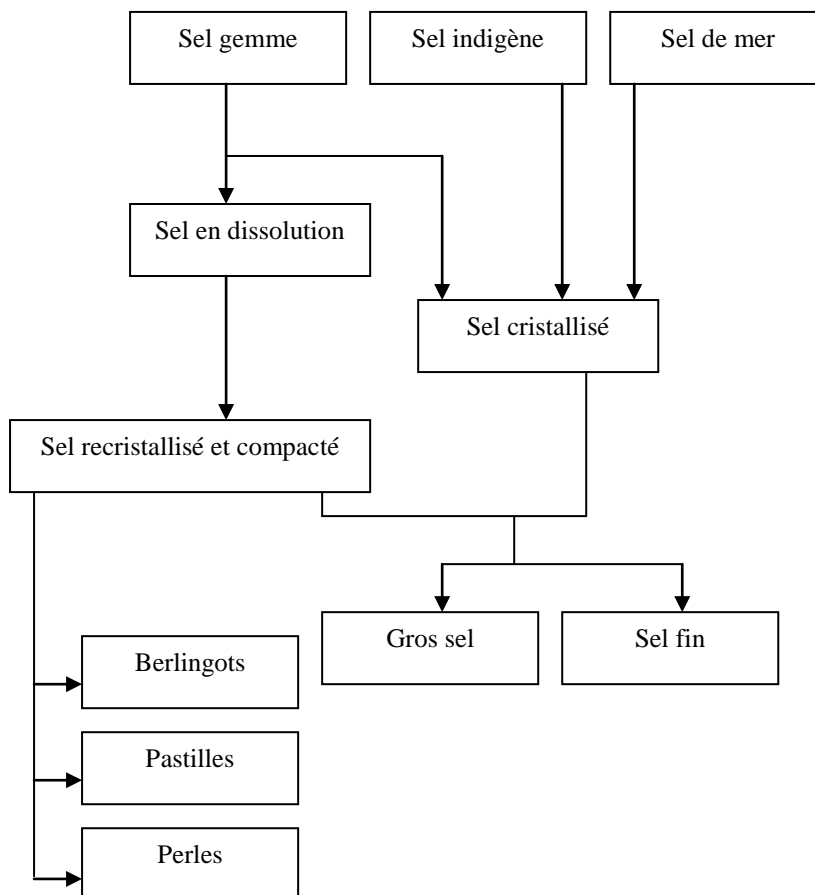 Sel gemme
Sel indigène
Sel de mer
Sel en dissolution
Sel cristallisé
Sel recristallisé et compacté
Gros sel
Sel fin
Berlingots
Pastilles
Perles